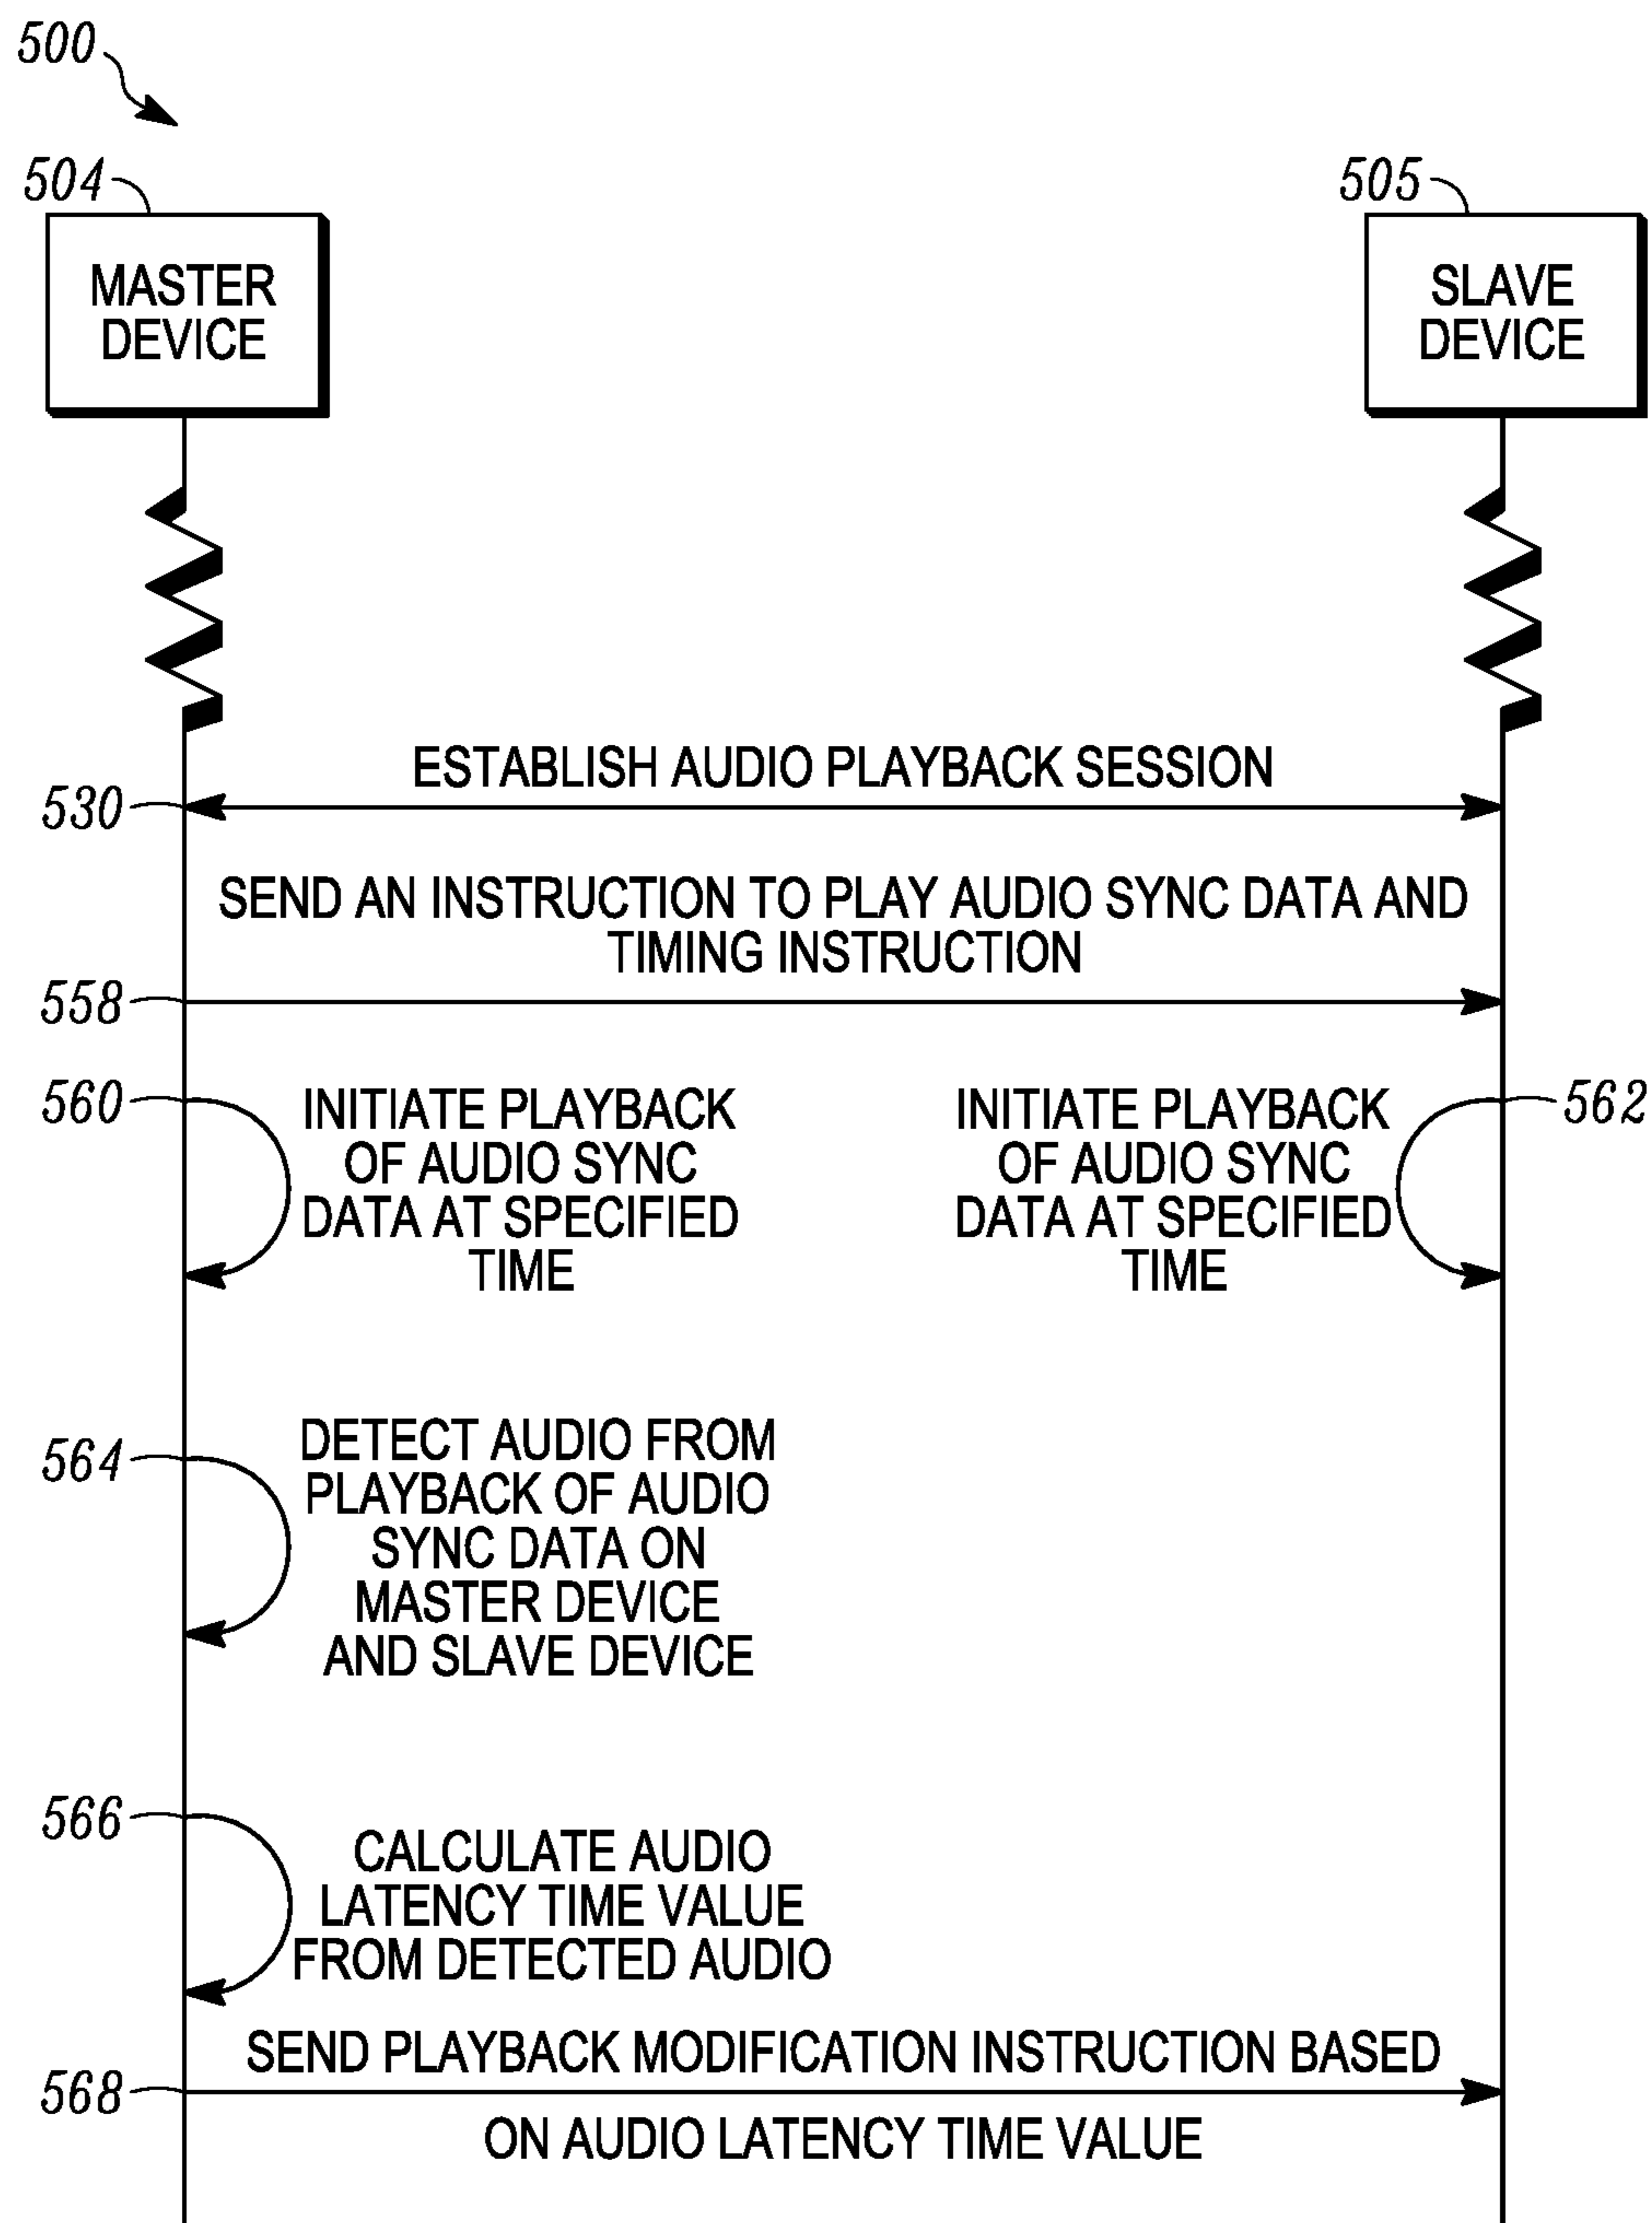 500
504
505
MASTER
DEVICE
SLAVE
DEVICE
ESTABLISH AUDIO PLAYBACK SESSION
530
SEND AN INSTRUCTION TO PLAY AUDIO SYNC DATA AND
TIMING INSTRUCTION
558
560
INITIATE PLAYBACK
OF AUDIO SYNC
DATA AT SPECIFIED
TIME
INITIATE PLAYBACK
OF AUDIO SYNC
DATA AT SPECIFIED
TIME
562
564
DETECT AUDIO FROM
PLAYBACK OF AUDIO
SYNC DATA ON
MASTER DEVICE
AND SLAVE DEVICE
566
CALCULATE AUDIO
LATENCY TIME VALUE
FROM DETECTED AUDIO
SEND PLAYBACK MODIFICATION INSTRUCTION BASED
568
ON AUDIO LATENCY TIME VALUE